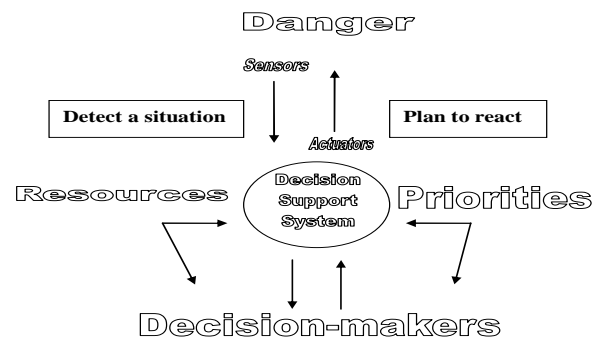 Danger
Sensors
Detect a situation
Plan to react
Actuators
Decision
Support
System
Resources
Priorities
Decision-makers